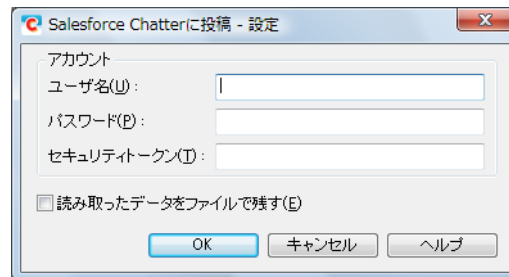 Salesforce Chatterに投稿 - 設定
アカウント
ユーザ名(U) :
パスワード(P) :
セキュリティトークン(T) :
読み取ったデータをファイルで残す(E)
OK キャンセル ヘルプ